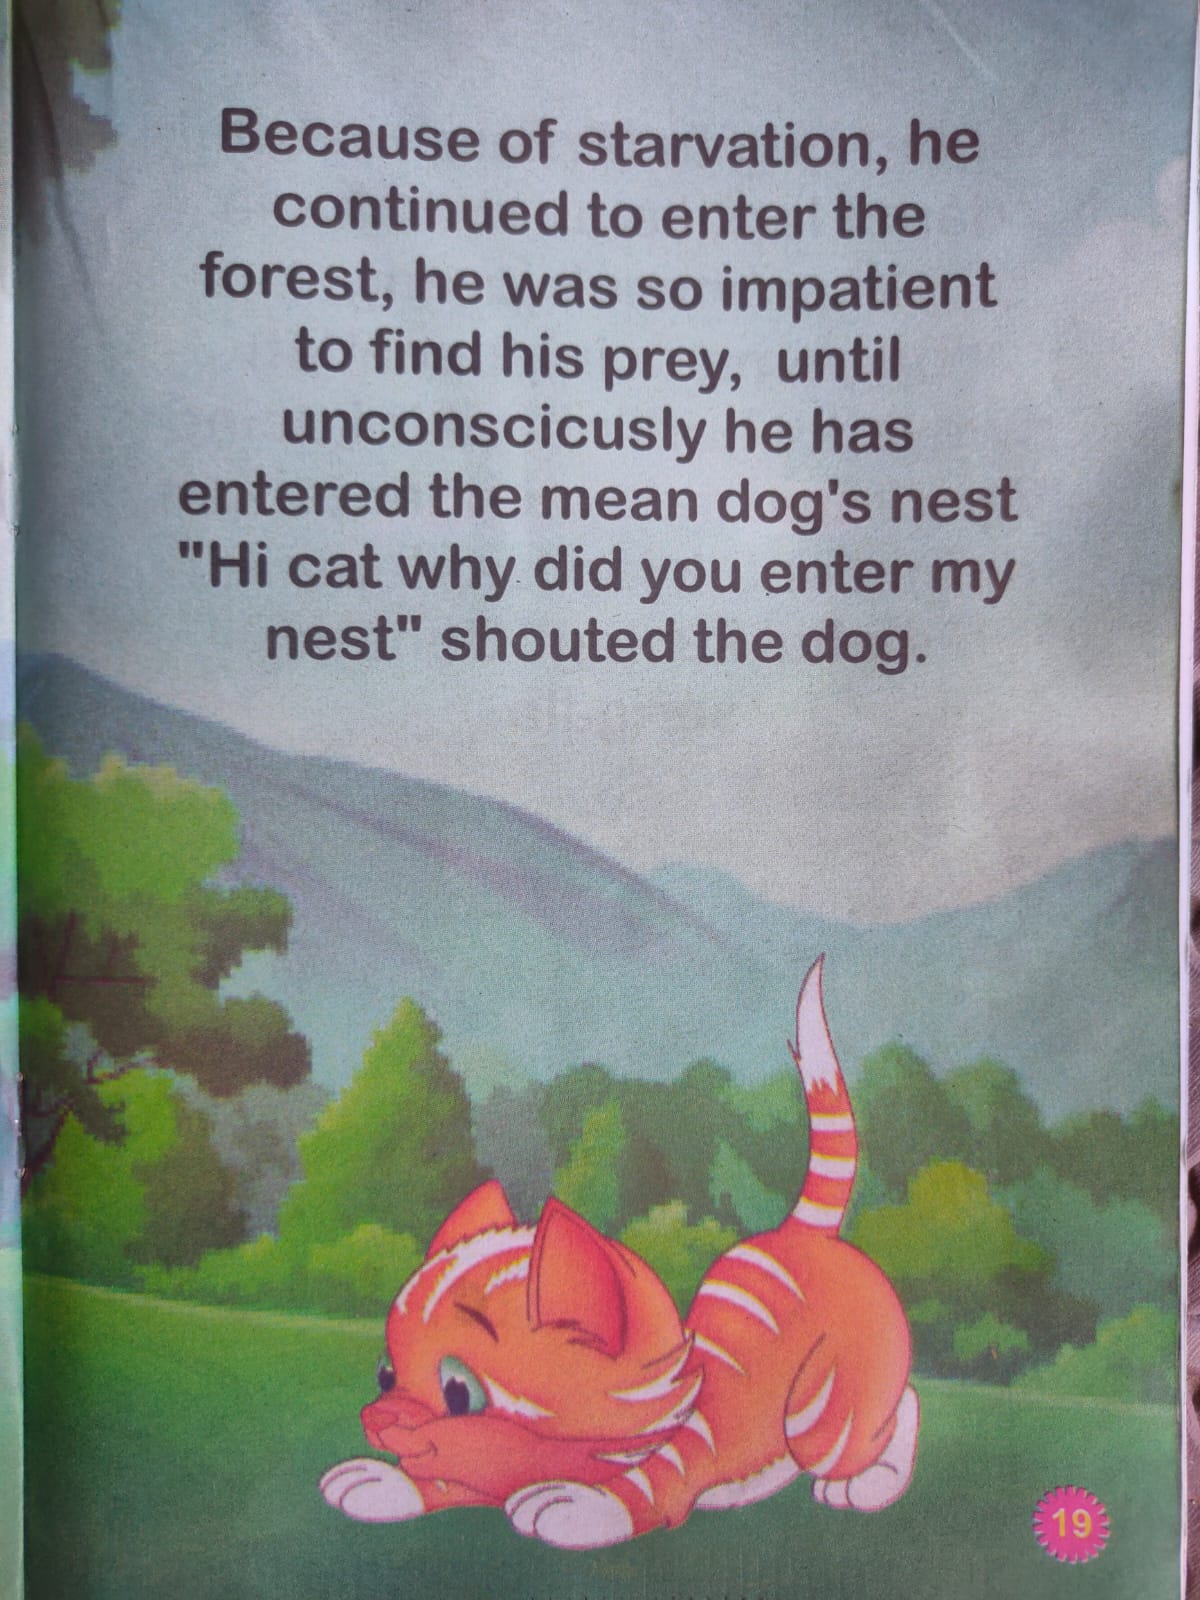 Because of starvation, he
continued to enter the
forest, he was so impatient
to find his prey, until
unconscicusly he has
entered the mean dog's nest
"Hi cat why did you enter my
nest" shouted the dog.
19